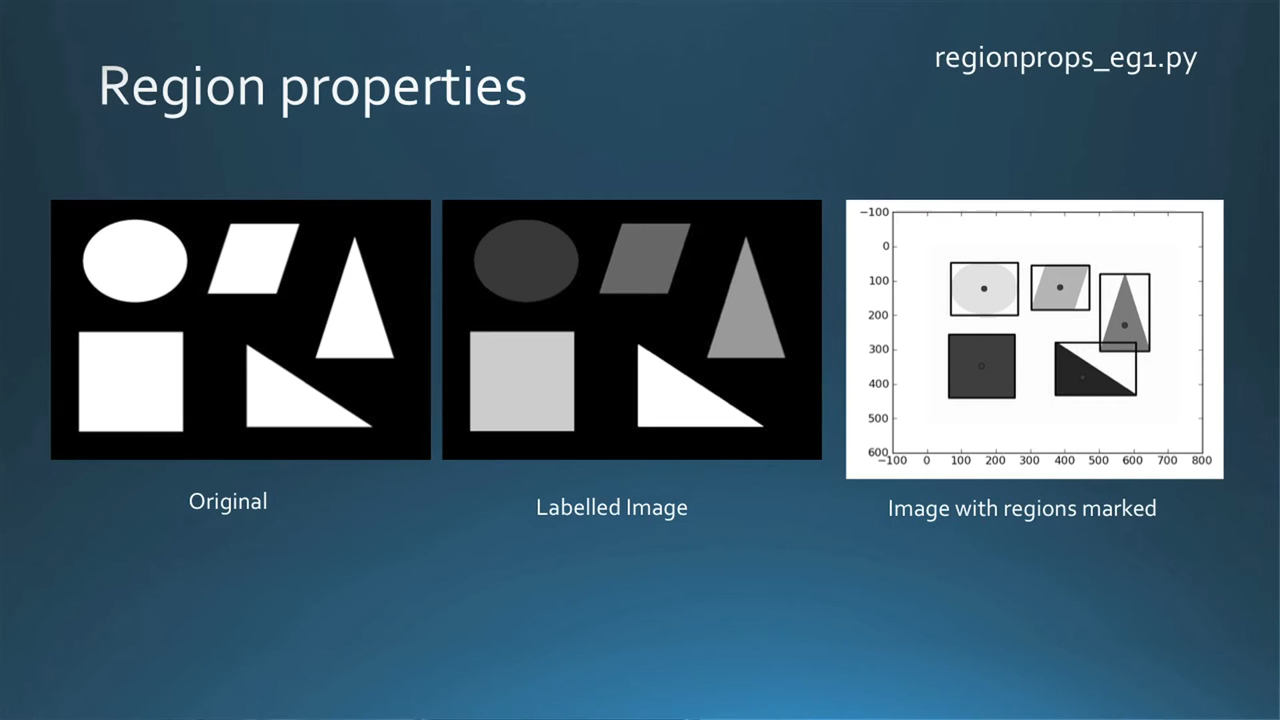 regionprops_eg1.py
Region properties
−100
0
100
200
300
400
500
600
−100 0 100 200 300 400 500 600 700 800
Original
Labelled Image
Image with regions marked